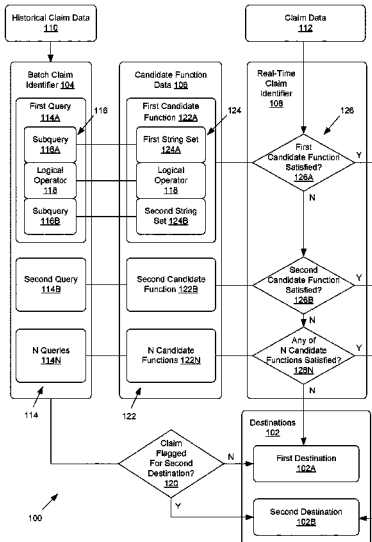 Historical Claim Data
110
Claim Data
112
Batch Claim
Identifier 104
Candidate Function
Data 106
Real-Time
Claim
Identifier
108
First Query
114A
116
First Candidate
Function 122A
124
126
Subquery
116A
First String Set
124A
First
Candidate Function
Satisfied?
126A
Y
N
Logical
Operator
118
Logical
Operator
118
Subquery
116B
Second String
Set 124B
Second Query
114B
Second Candidate
Function 122B
Second
Candidate Function
Satisfied?
126B
Y
N
N Queries
114N
N Candidate
Functions 122N
Any of
N Candidate
Functions Satisfied?
126N
Y
N
114
122
Destinations
102
Claim
Flagged
For Second
Destination?
120
N
Y
First Destination
102A
Second Destination
102B
100